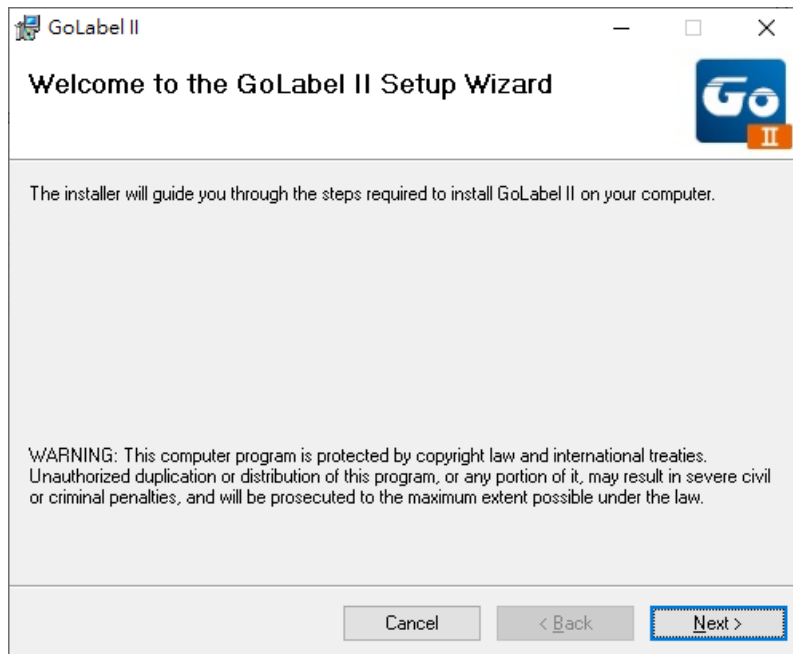 GoLabel II
Welcome to the GoLabel II Setup Wizard
Go
II
The installer will guide you through the steps required to install GoLabel II on your computer.
WARNING: This computer program is protected by copyright law and international treaties.
Unauthorized duplication or distribution of this program, or any portion of it, may result in severe civil
or criminal penalties, and will be prosecuted to the maximum extent possible under the law.
Cancel
< Back
Next >